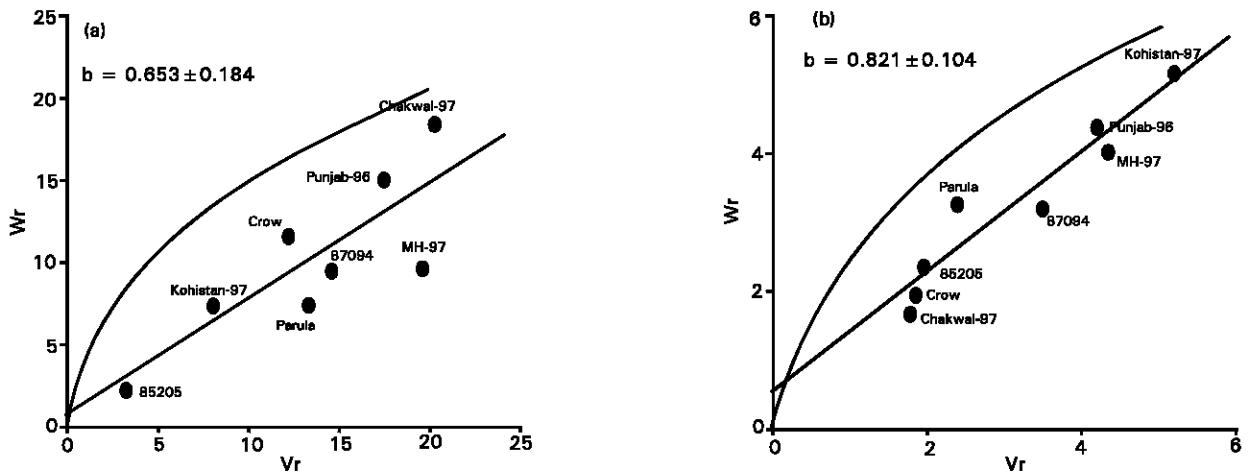 (a)
b = 0.653±0.184
25
20
15
10
5
0
Wr
Chakwal-97
Punjab-96
Crow
87094
MH-97
Kohistan-97
Parula
85205
0 5 10 15 20 25
Vr
(b)
b = 0.821±0.104
6
4
2
0
Wr
Kohistan-97
Punjab-96
MH-97
Parula
87094
85205
Crow
Chakwal-97
0 2 4 6
Vr